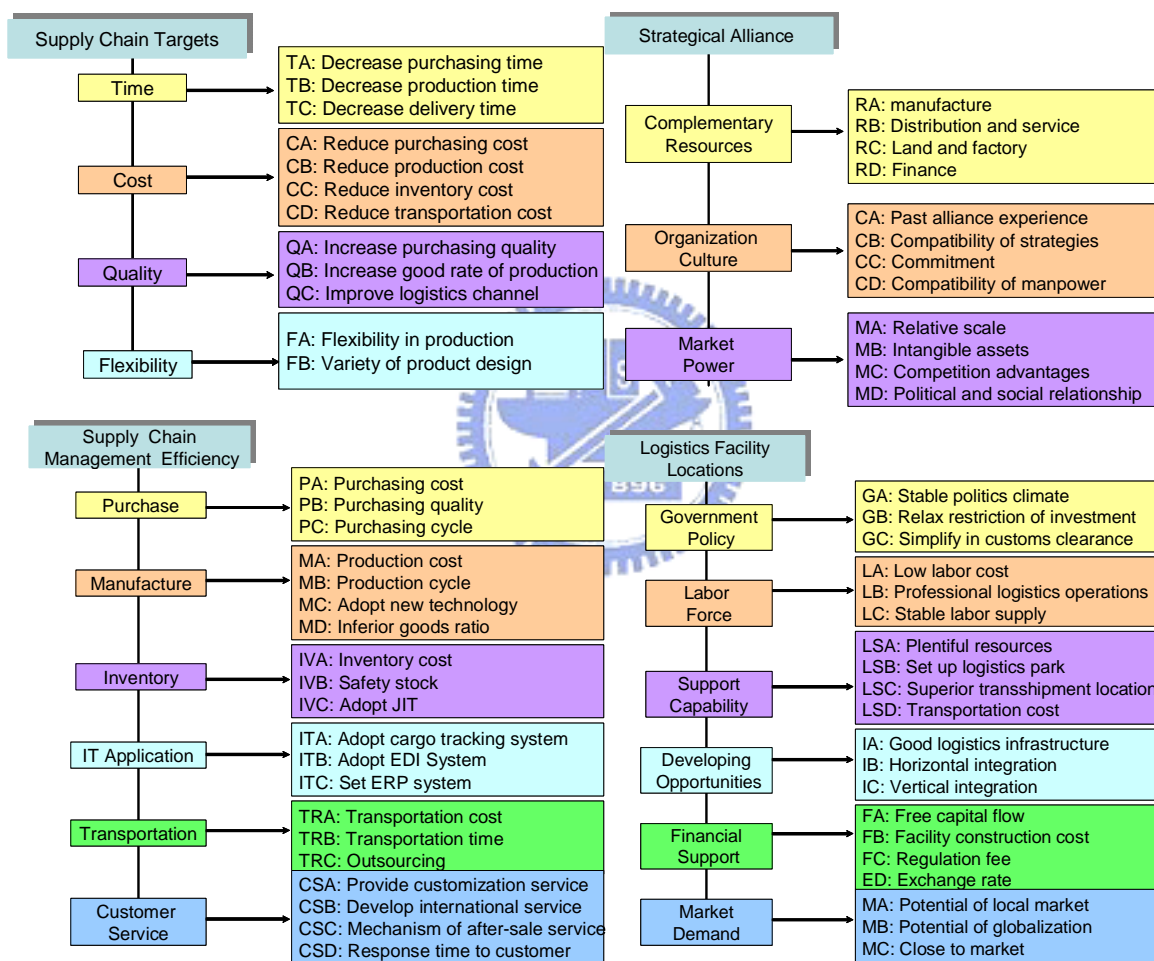 Supply Chain Targets
Time
TA: Decrease purchasing time
TB: Decrease production time
TC: Decrease delivery time
Cost
CA: Reduce purchasing cost
CB: Reduce production cost
CC: Reduce inventory cost
CD: Reduce transportation cost
Quality
QA: Increase purchasing quality
QB: Increase good rate of production
QC: Improve logistics channel
Flexibility
FA: Flexibility in production
FB: Variety of product design
Strategical Alliance
Complementary
Resources
RA: manufacture
RB: Distribution and service
RC: Land and factory
RD: Finance
Organization
Culture
CA: Past alliance experience
CB: Compatibility of strategies
CC: Commitment
CD: Compatibility of manpower
Market
Power
MA: Relative scale
MB: Intangible assets
MC: Competition advantages
MD: Political and social relationship
Supply Chain
Management Efficiency
Purchase
PA: Purchasing cost
PB: Purchasing quality
PC: Purchasing cycle
Manufacture
MA: Production cost
MB: Production cycle
MC: Adopt new technology
MD: Inferior goods ratio
Inventory
IVA: Inventory cost
IVB: Safety stock
IVC: Adopt JIT
IT Application
ITA: Adopt cargo tracking system
ITB: Adopt EDI System
ITC: Set ERP system
Transportation
TRA: Transportation cost
TRB: Transportation time
TRC: Outsourcing
Customer
Service
CSA: Provide customization service
CSB: Develop international service
CSC: Mechanism of after-sale service
CSD: Response time to customer
Logistics Facility
Locations
Government
Policy
GA: Stable politics climate
GB: Relax restriction of investment
GC: Simplify in customs clearance
Labor
Force
LA: Low labor cost
LB: Professional logistics operations
LC: Stable labor supply
Support
Capability
LSA: Plentiful resources
LSB: Set up logistics park
LSC: Superior transshipment location
LSD: Transportation cost
Developing
Opportunities
IA: Good logistics infrastructure
IB: Horizontal integration
IC: Vertical integration
Financial
Support
FA: Free capital flow
FB: Facility construction cost
FC: Regulation fee
ED: Exchange rate
Market
Demand
MA: Potential of local market
MB: Potential of globalization
MC: Close to market
896